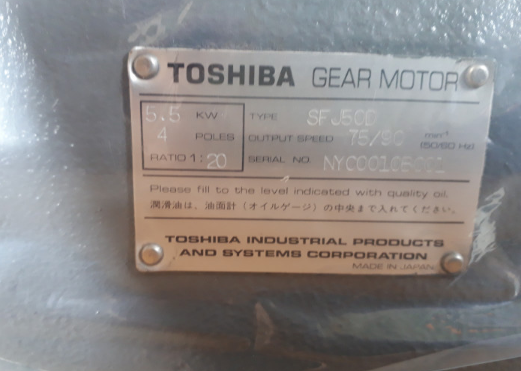 TOSHIBA GEAR MOTOR
5.5 KW TYPE
4 POLES OUTPUT SPEED 75/90 min-1 (50/60 Hz)
RATIO 1: 20 SERIAL NO.
Please fill to the level indicated with quality oil.
潤滑油は、油面計(オイルゲージ)の中央まで入れてください。
TOSHIBA INDUSTRIAL PRODUCTS
AND SYSTEMS CORPORATION
MADE IN JAPAN